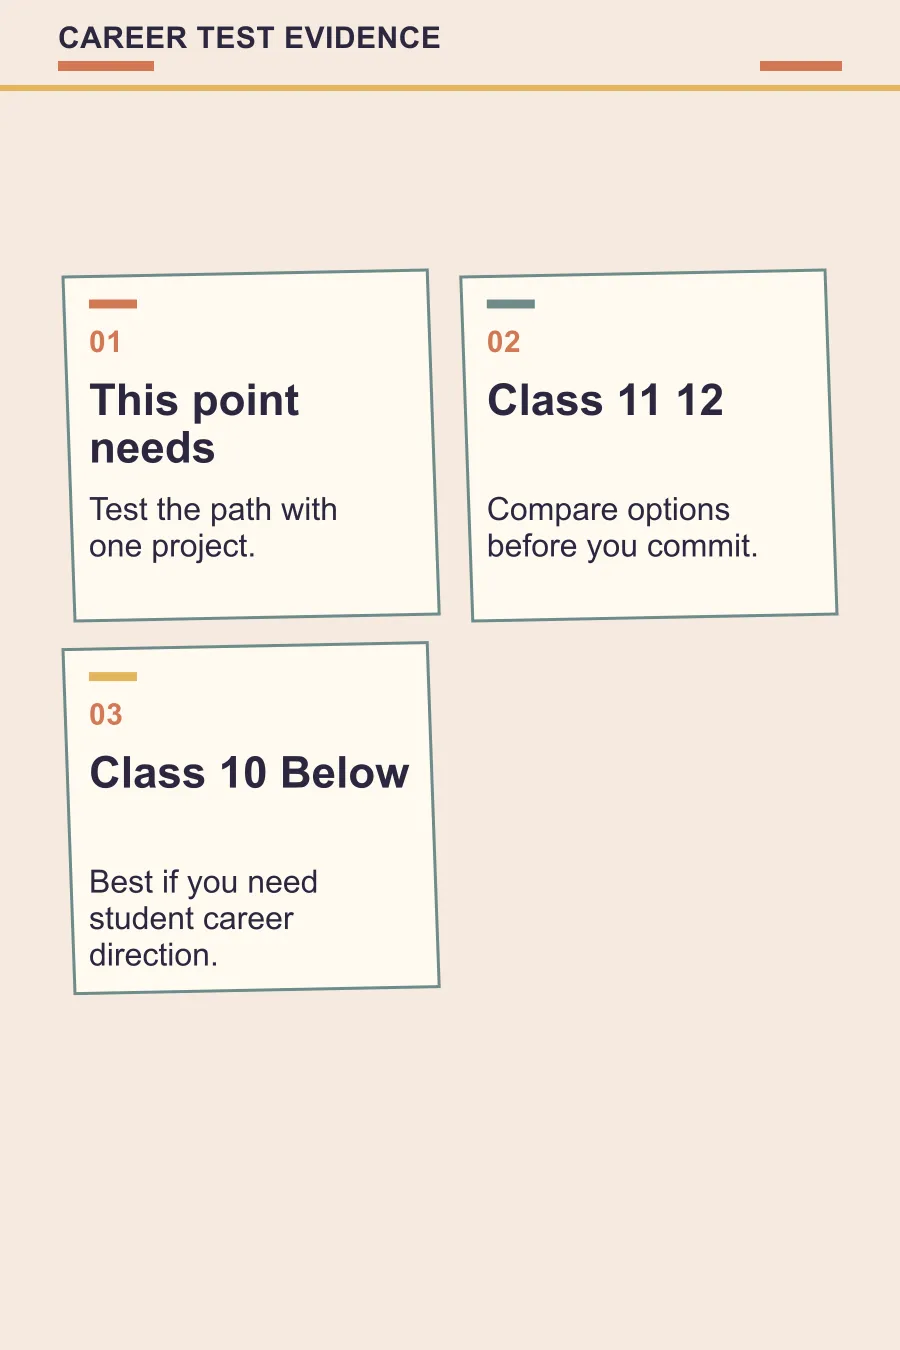 CAREER TEST EVIDENCE
01
This point
needs
Test the path with
one project.
02
Class 11 12
Compare options
before you commit.
03
Class 10 Below
Best if you need
student career
direction.